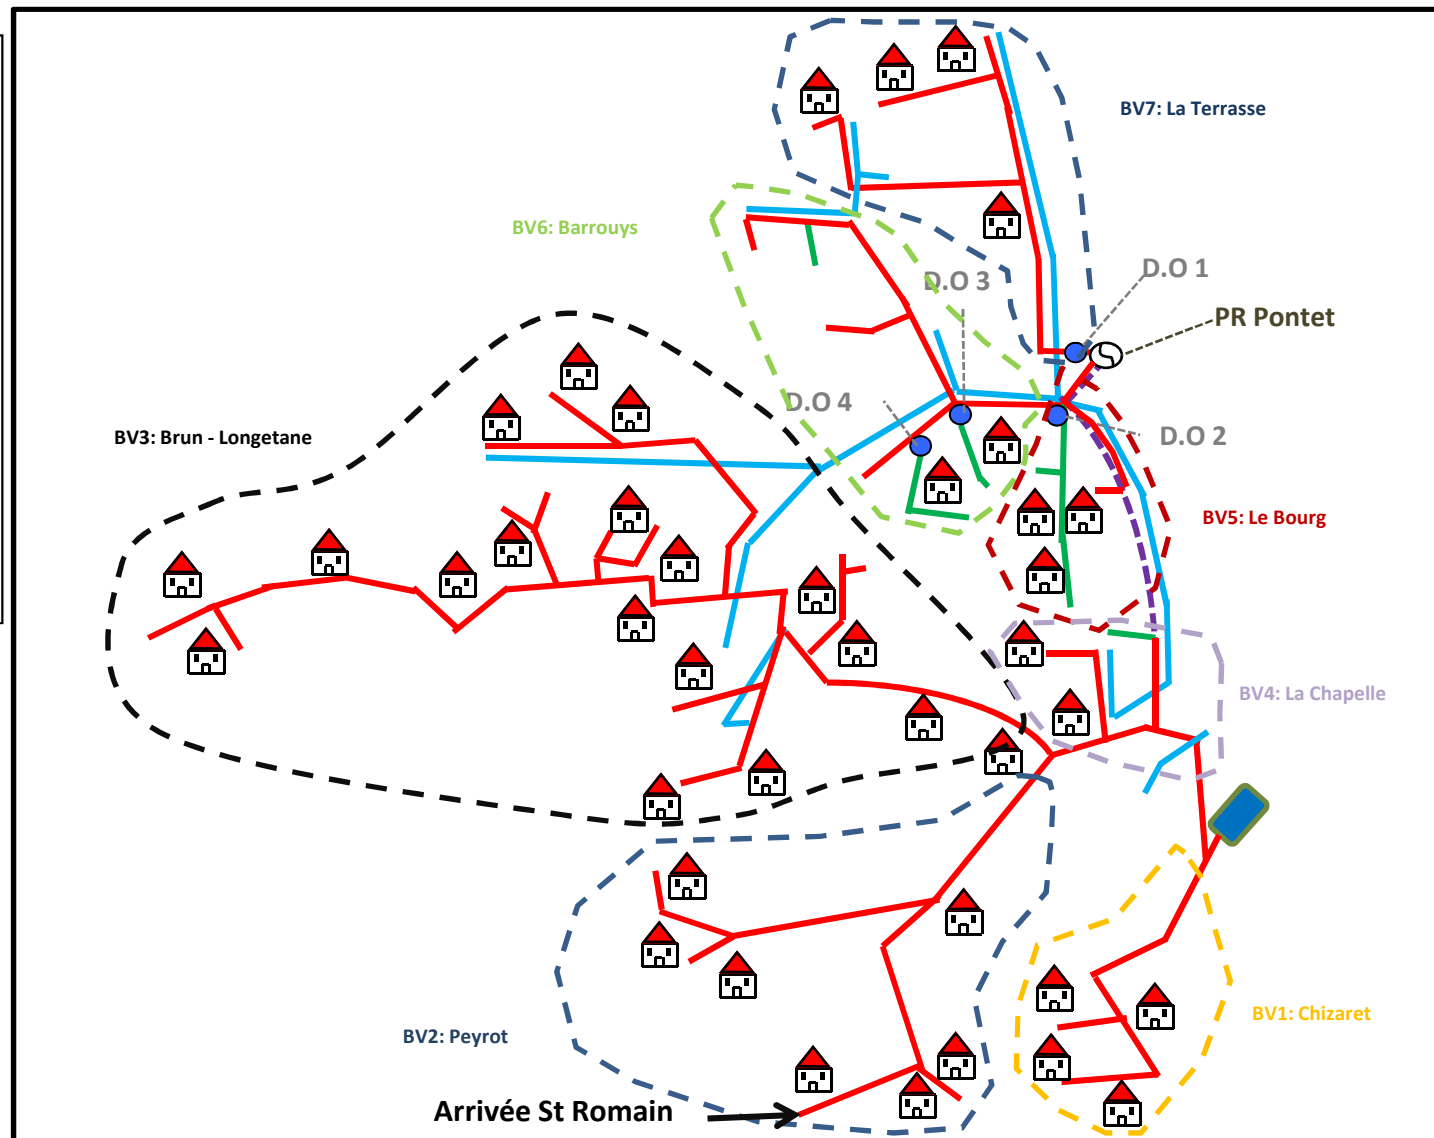 BV7: La Terrasse
BV6: Barrouys
D.O 3
D.O 1
PR Pontet
D.O 4
D.O 2
BV3: Brun - Longetane
BV5: Le Bourg
BV4: La Chapelle
BV1: Chizaret
BV2: Peyrot
Arrivée St Romain